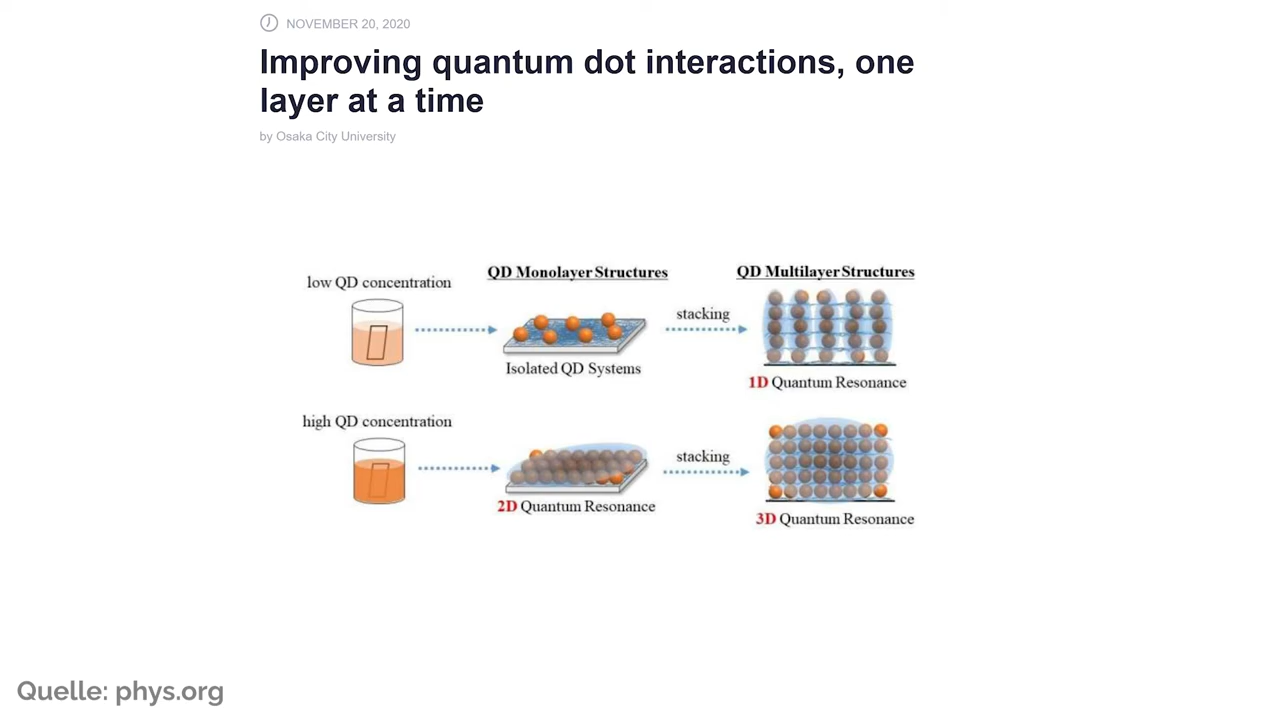 NOVEMBER 20, 2020
Improving quantum dot interactions, one
layer at a time
by Osaka City University
QD Monolayer Structures
QD Multilayer Structures
low QD concentration
stacking
Isolated QD Systems
1D Quantum Resonance
high QD concentration
stacking
2D Quantum Resonance
3D Quantum Resonance
Quelle: phys.org